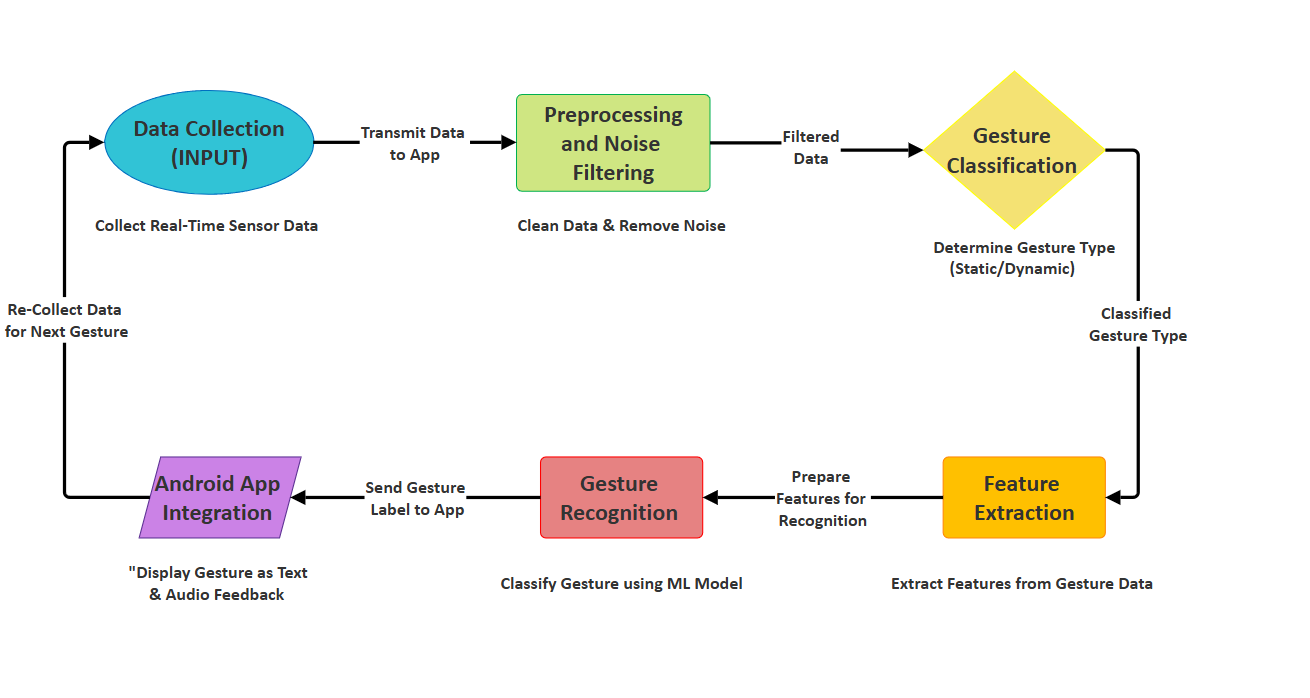 Data Collection
(INPUT)
Transmit Data
to App
Preprocessing
and Noise
Filtering
Filtered
Data
Gesture
Classification
Collect Real-Time Sensor Data
Clean Data & Remove Noise
Determine Gesture Type
(Static/Dynamic)
Re-Collect Data
for Next Gesture
Classified
Gesture Type
Android App
Integration
Send Gesture
Label to App
Gesture
Recognition
Prepare
Features for
Recognition
Feature
Extraction
"Display Gesture as Text
& Audio Feedback
Classify Gesture using ML Model
Extract Features from Gesture Data